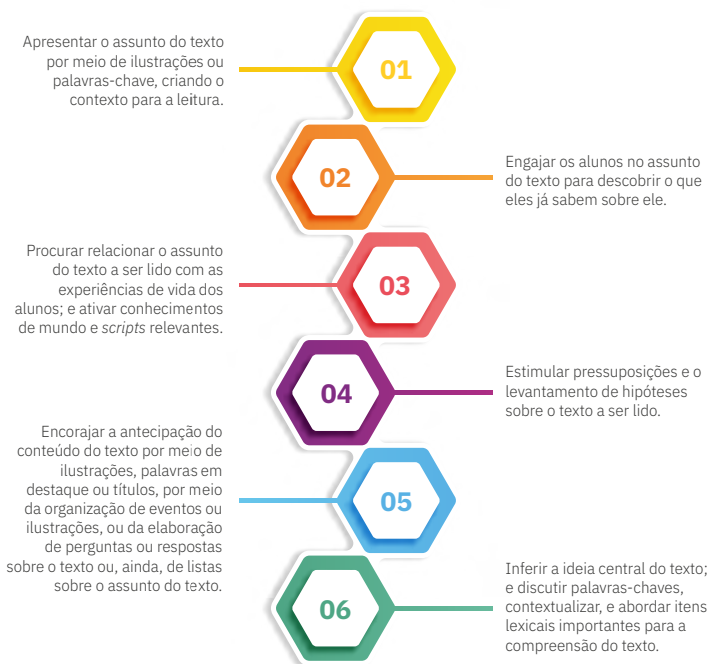 Apresentar o assunto do texto
por meio de ilustrações ou
palavras-chave, criando o
contexto para a leitura.
01
02
Engajar os alunos no assunto
do texto para descobrir o que
eles já sabem sobre ele.
Procurar relacionar o assunto
do texto a ser lido com as
experiências de vida dos
alunos; e ativar conhecimentos
de mundo e scripts relevantes.
03
04
Estimular pressuposições e o
levantamento de hipóteses
sobre o texto a ser lido.
Encorajar a antecipação do
conteúdo do texto por meio de
ilustrações, palavras em
destaque ou títulos, por meio
da organização de eventos ou
ilustrações, ou da elaboração
de perguntas ou respostas
sobre o texto ou, ainda, de listas
sobre o assunto do texto.
05
06
Inferir a ideia central do texto;
e discutir palavras-chaves,
contextualizar, e abordar itens
lexicais importantes para a
compreensão do texto.